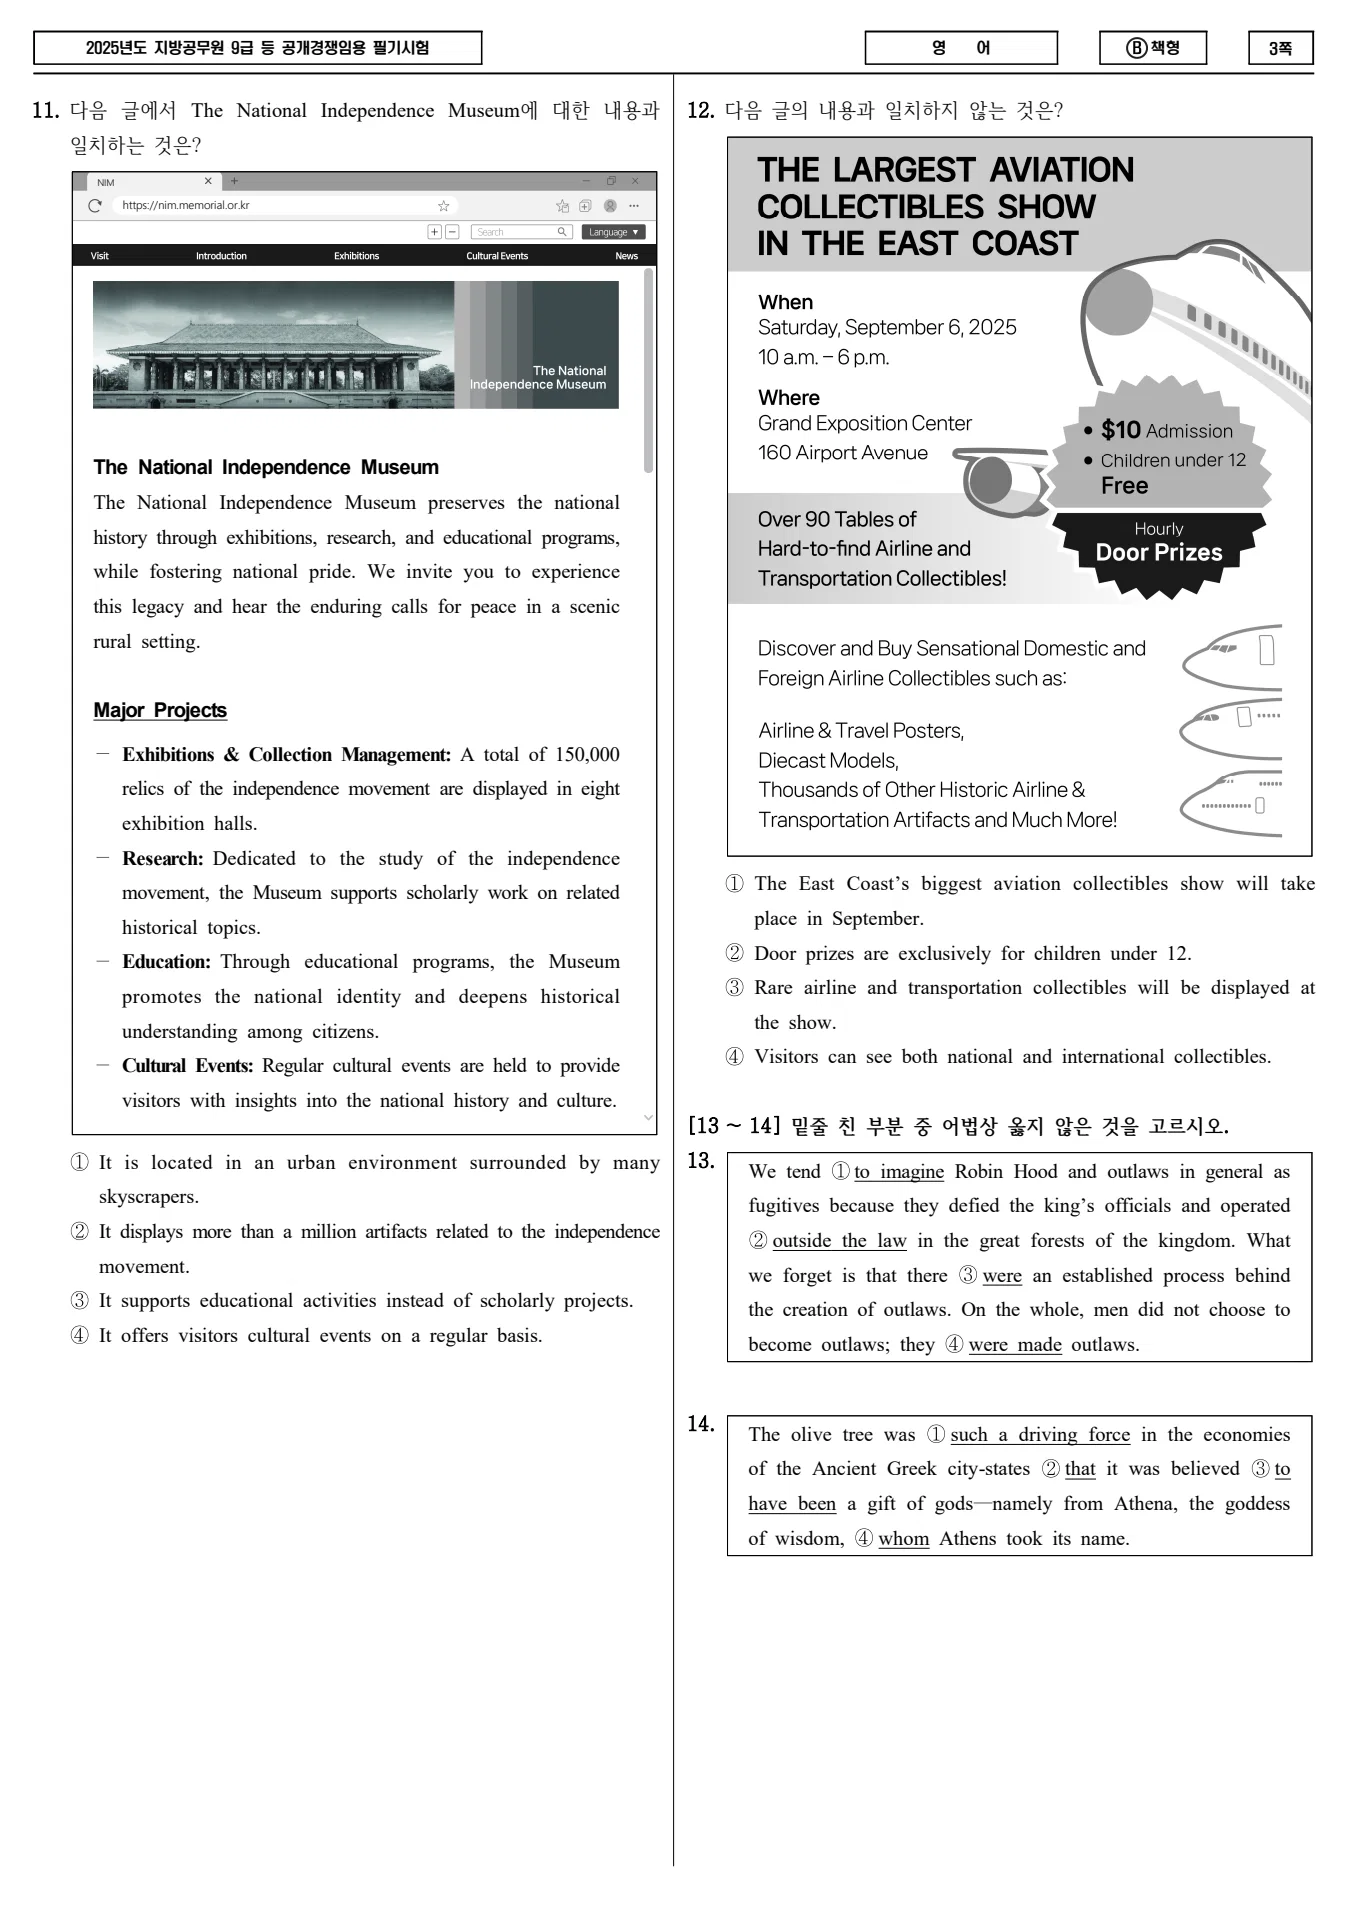 2025년도 지방공무원 9급 등 공개경쟁임용 필기시험
영 어
Ⓑ책형
3쪽
11. 다음 글에서 The National Independence Museum에 대한 내용과
일치하는 것은?
NIM
https://nim.memorial.or.kr
Search
Language ▼
Visit Introduction Exhibitions Cultural Events News
The National
Independence Museum
The National Independence Museum
The National Independence Museum preserves the national
history through exhibitions, research, and educational programs,
while fostering national pride. We invite you to experience
this legacy and hear the enduring calls for peace in a scenic
rural setting.
Major Projects
－ Exhibitions & Collection Management: A total of 150,000
relics of the independence movement are displayed in eight
exhibition halls.
－ Research: Dedicated to the study of the independence
movement, the Museum supports scholarly work on related
historical topics.
－ Education: Through educational programs, the Museum
promotes the national identity and deepens historical
understanding among citizens.
－ Cultural Events: Regular cultural events are held to provide
visitors with insights into the national history and culture.
① It is located in an urban environment surrounded by many
skyscrapers.
② It displays more than a million artifacts related to the independence
movement.
③ It supports educational activities instead of scholarly projects.
④ It offers visitors cultural events on a regular basis.
12. 다음 글의 내용과 일치하지 않는 것은?
THE LARGEST AVIATION
COLLECTIBLES SHOW
IN THE EAST COAST
When
Saturday, September 6, 2025
10 a.m. – 6 p.m.
Where
Grand Exposition Center
160 Airport Avenue
• $10 Admission
• Children under 12
Free
Hourly
Door Prizes
Over 90 Tables of
Hard-to-find Airline and
Transportation Collectibles!
Discover and Buy Sensational Domestic and
Foreign Airline Collectibles such as:
Airline & Travel Posters,
Diecast Models,
Thousands of Other Historic Airline &
Transportation Artifacts and Much More!
① The East Coast's biggest aviation collectibles show will take
place in September.
② Door prizes are exclusively for children under 12.
③ Rare airline and transportation collectibles will be displayed at
the show.
④ Visitors can see both national and international collectibles.
[13 ~ 14] 밑줄 친 부분 중 어법상 옳지 않은 것을 고르시오.
13.
We tend ① to imagine Robin Hood and outlaws in general as
fugitives because they defied the king's officials and operated
② outside the law in the great forests of the kingdom. What
we forget is that there ③ were an established process behind
the creation of outlaws. On the whole, men did not choose to
become outlaws; they ④ were made outlaws.
14.
The olive tree was ① such a driving force in the economies
of the Ancient Greek city-states ② that it was believed ③ to
have been a gift of gods—namely from Athena, the goddess
of wisdom, ④ whom Athens took its name.